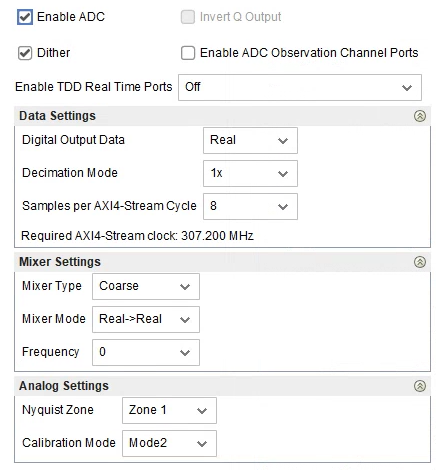 Enable ADC Invert Q Output
Dither Enable ADC Observation Channel Ports
Enable TDD Real Time Ports Off
Data Settings
Digital Output Data Real
Decimation Mode 1x
Samples per AXI4-Stream Cycle 8
Required AXI4-Stream clock: 307.200 MHz
Mixer Settings
Mixer Type Coarse
Mixer Mode Real->Real
Frequency 0
Analog Settings
Nyquist Zone Zone 1
Calibration Mode Mode2